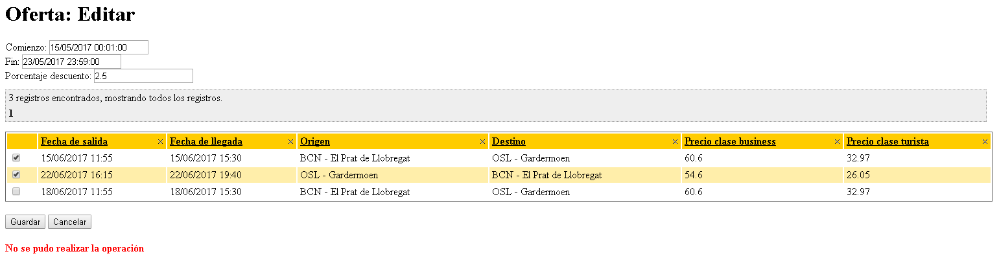 Oferta: Editar
Comienzo: 15/05/2017 00:01:00
Fin: 23/05/2017 23:59:00
Porcentaje descuento: 2.5
3 registros encontrados, mostrando todos los registros.
1
Fecha de salida Fecha de llegada Origen Destino Precio clase business Precio clase turista
15/06/2017 11:55 15/06/2017 15:30 BCN - El Prat de Llobregat OSL - Gardermoen 60.6 32.97
22/06/2017 16:15 22/06/2017 19:40 OSL - Gardermoen BCN - El Prat de Llobregat 54.6 26.05
18/06/2017 11:55 18/06/2017 15:30 BCN - El Prat de Llobregat OSL - Gardermoen 60.6 32.97
Guardar Cancelar
No se pudo realizar la operación